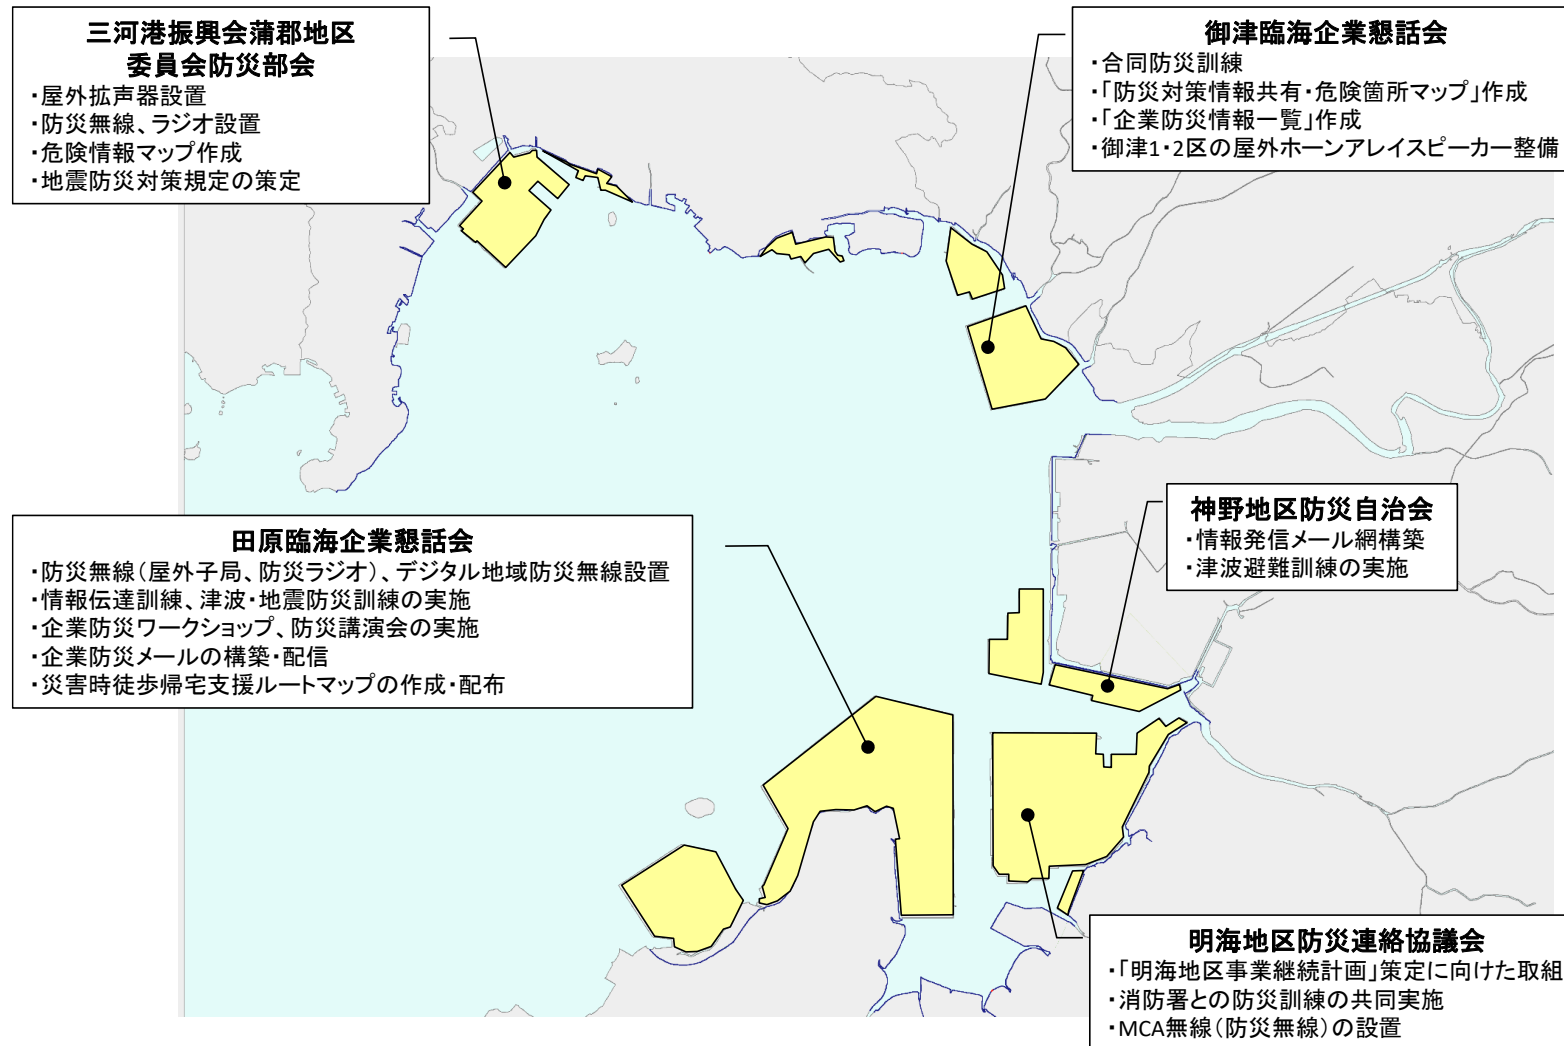 三河港振興会蒲郡地区
委員会防災部会
・屋外拡声器設置
・防災無線、ラジオ設置
・危険情報マップ作成
・地震防災対策規定の策定
御津臨海企業懇話会
・合同防災訓練
・「防災対策情報共有・危険箇所マップ」作成
・「企業防災情報一覧」作成
・御津1・2区の屋外ホーンアレイスピーカー整備
田原臨海企業懇話会
・防災無線（屋外子局、防災ラジオ）、デジタル地域防災無線設置
・情報伝達訓練、津波・地震防災訓練の実施
・企業防災ワークショップ、防災講演会の実施
・企業防災メールの構築・配信
・災害時徒歩帰宅支援ルートマップの作成・配布
神野地区防災自治会
・情報発信メール網構築
・津波避難訓練の実施
明海地区防災連絡協議会
・「明海地区事業継続計画」策定に向けた取組
・消防署との防災訓練の共同実施
・MCA無線（防災無線）の設置